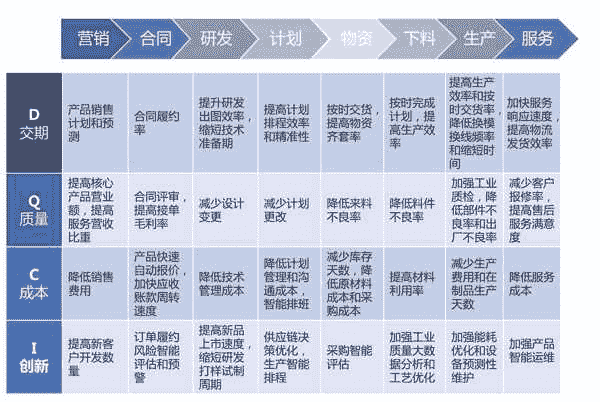 营销 合同 研发 计划 物资 下料 生产 服务
D
交期
产品销售
计划和预
测
合同履约
率
提升研发
出图效率，
缩短技术
准备期
提高计划
排程效率
和精准性
按时交货，
提高物资
齐套率
按时完成
计划，提
高生产效
率
提高生产
效率和按
时交货率，
降低换模
换线频率
和缩短时
间
加快服务
响应速度，
提高物流
发货效率
Q
质量
提高核心
产品营业
额，提高
服务营收
比重
合同评审，
提高接单
毛利率
减少设计
变更
减少计划
更改
降低来料
不良率
降低料件
不良率
加强工业
质检，降
低部件不
良率和出
厂不良率
减少客户
报修率，
提高售后
服务满意
度
C
成本
降低销售
费用
产品快速
自动报价，
加快应收
账款周转
速度
降低技术
管理成本
降低计划
管理和沟
通成本，
智能排班
减少库存
天数，降
低原材料
成本和采
购成本
提高材料
利用率
减少生产
费用和在
制品生产
天数
降低服务
成本
I
创新
提高新客
户开发数
量
订单履约
风险智能
评估和预
警
提高新品
上市速度，
缩短研发
打样试制
周期
供应链决
策优化，
生产智能
排程
采购智能
评估
加强工业
质量大数
据分析和
工艺优化
加强能耗
优化和设
备预测性
维护
加强产品
智能运维